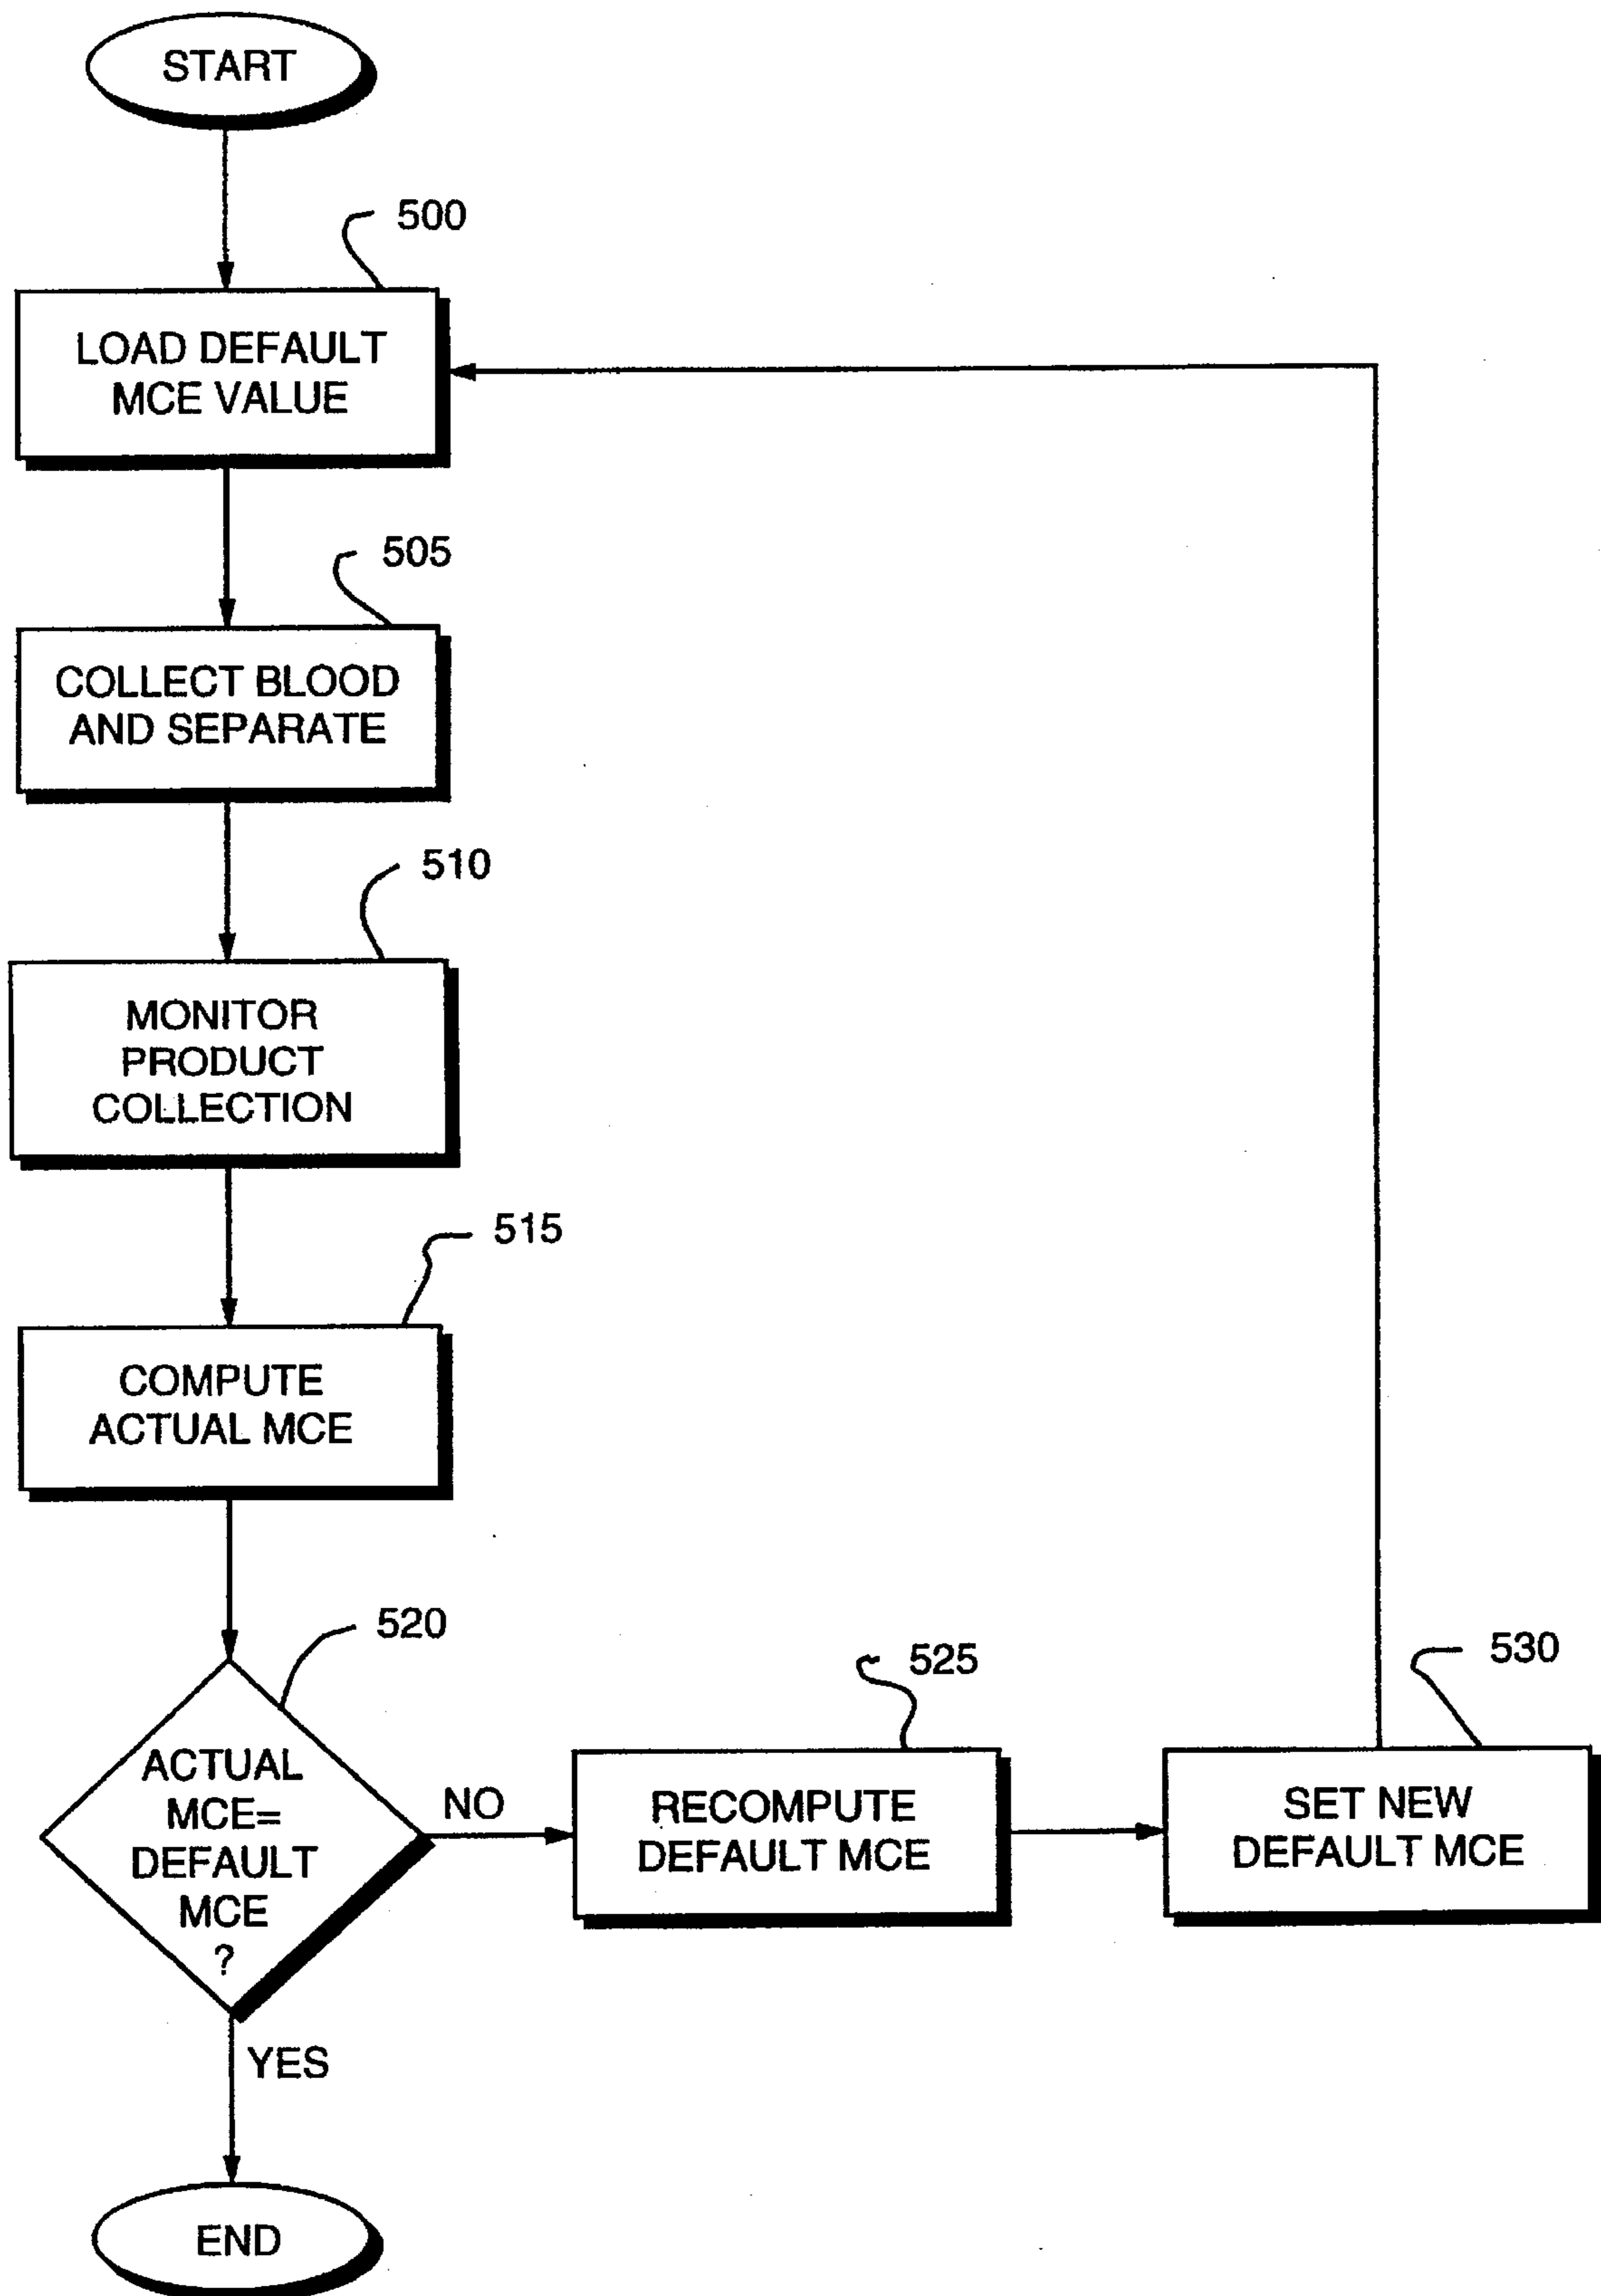 START
500
LOAD DEFAULT
MCE VALUE
505
COLLECT BLOOD
AND SEPARATE
510
MONITOR
PRODUCT
COLLECTION
515
COMPUTE
ACTUAL MCE
520
ACTUAL
MCE=
DEFAULT
MCE
?
NO
525
RECOMPUTE
DEFAULT MCE
530
SET NEW
DEFAULT MCE
YES
END